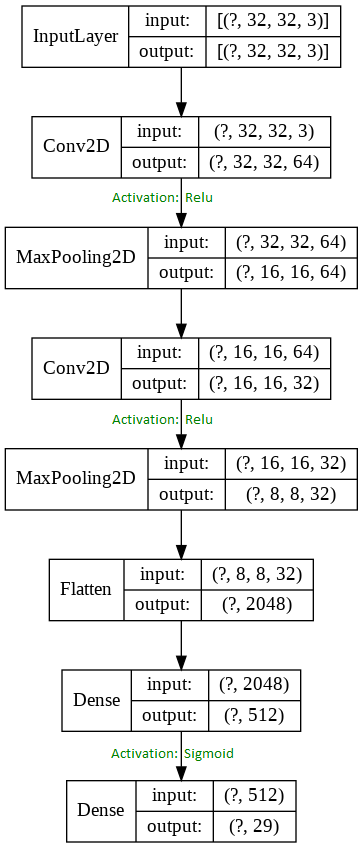 InputLayer
input: [(?, 32, 32, 3)]
output: [(?, 32, 32, 3)]
Conv2D
input: (?, 32, 32, 3)
output: (?, 32, 32, 64)
Activation: Relu
MaxPooling2D
input: (?, 32, 32, 64)
output: (?, 16, 16, 64)
Conv2D
input: (?, 16, 16, 64)
output: (?, 16, 16, 32)
Activation: Relu
MaxPooling2D
input: (?, 16, 16, 32)
output: (?, 8, 8, 32)
Flatten
input: (?, 8, 8, 32)
output: (?, 2048)
Dense
input: (?, 2048)
output: (?, 512)
Activation: Sigmoid
Dense
input: (?, 512)
output: (?, 29)